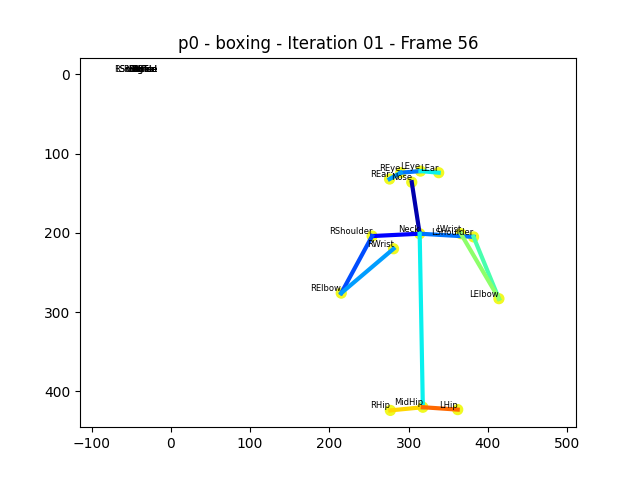 p0 - boxing - Iteration 01 - Frame 56
0
100
REye LEye LEar
REar Nose
200
RShoulder Neck LWrist LShoulder
RWrist
RElbow LElbow
300
400
RHip MidHip LHip
−100 0 100 200 300 400 500